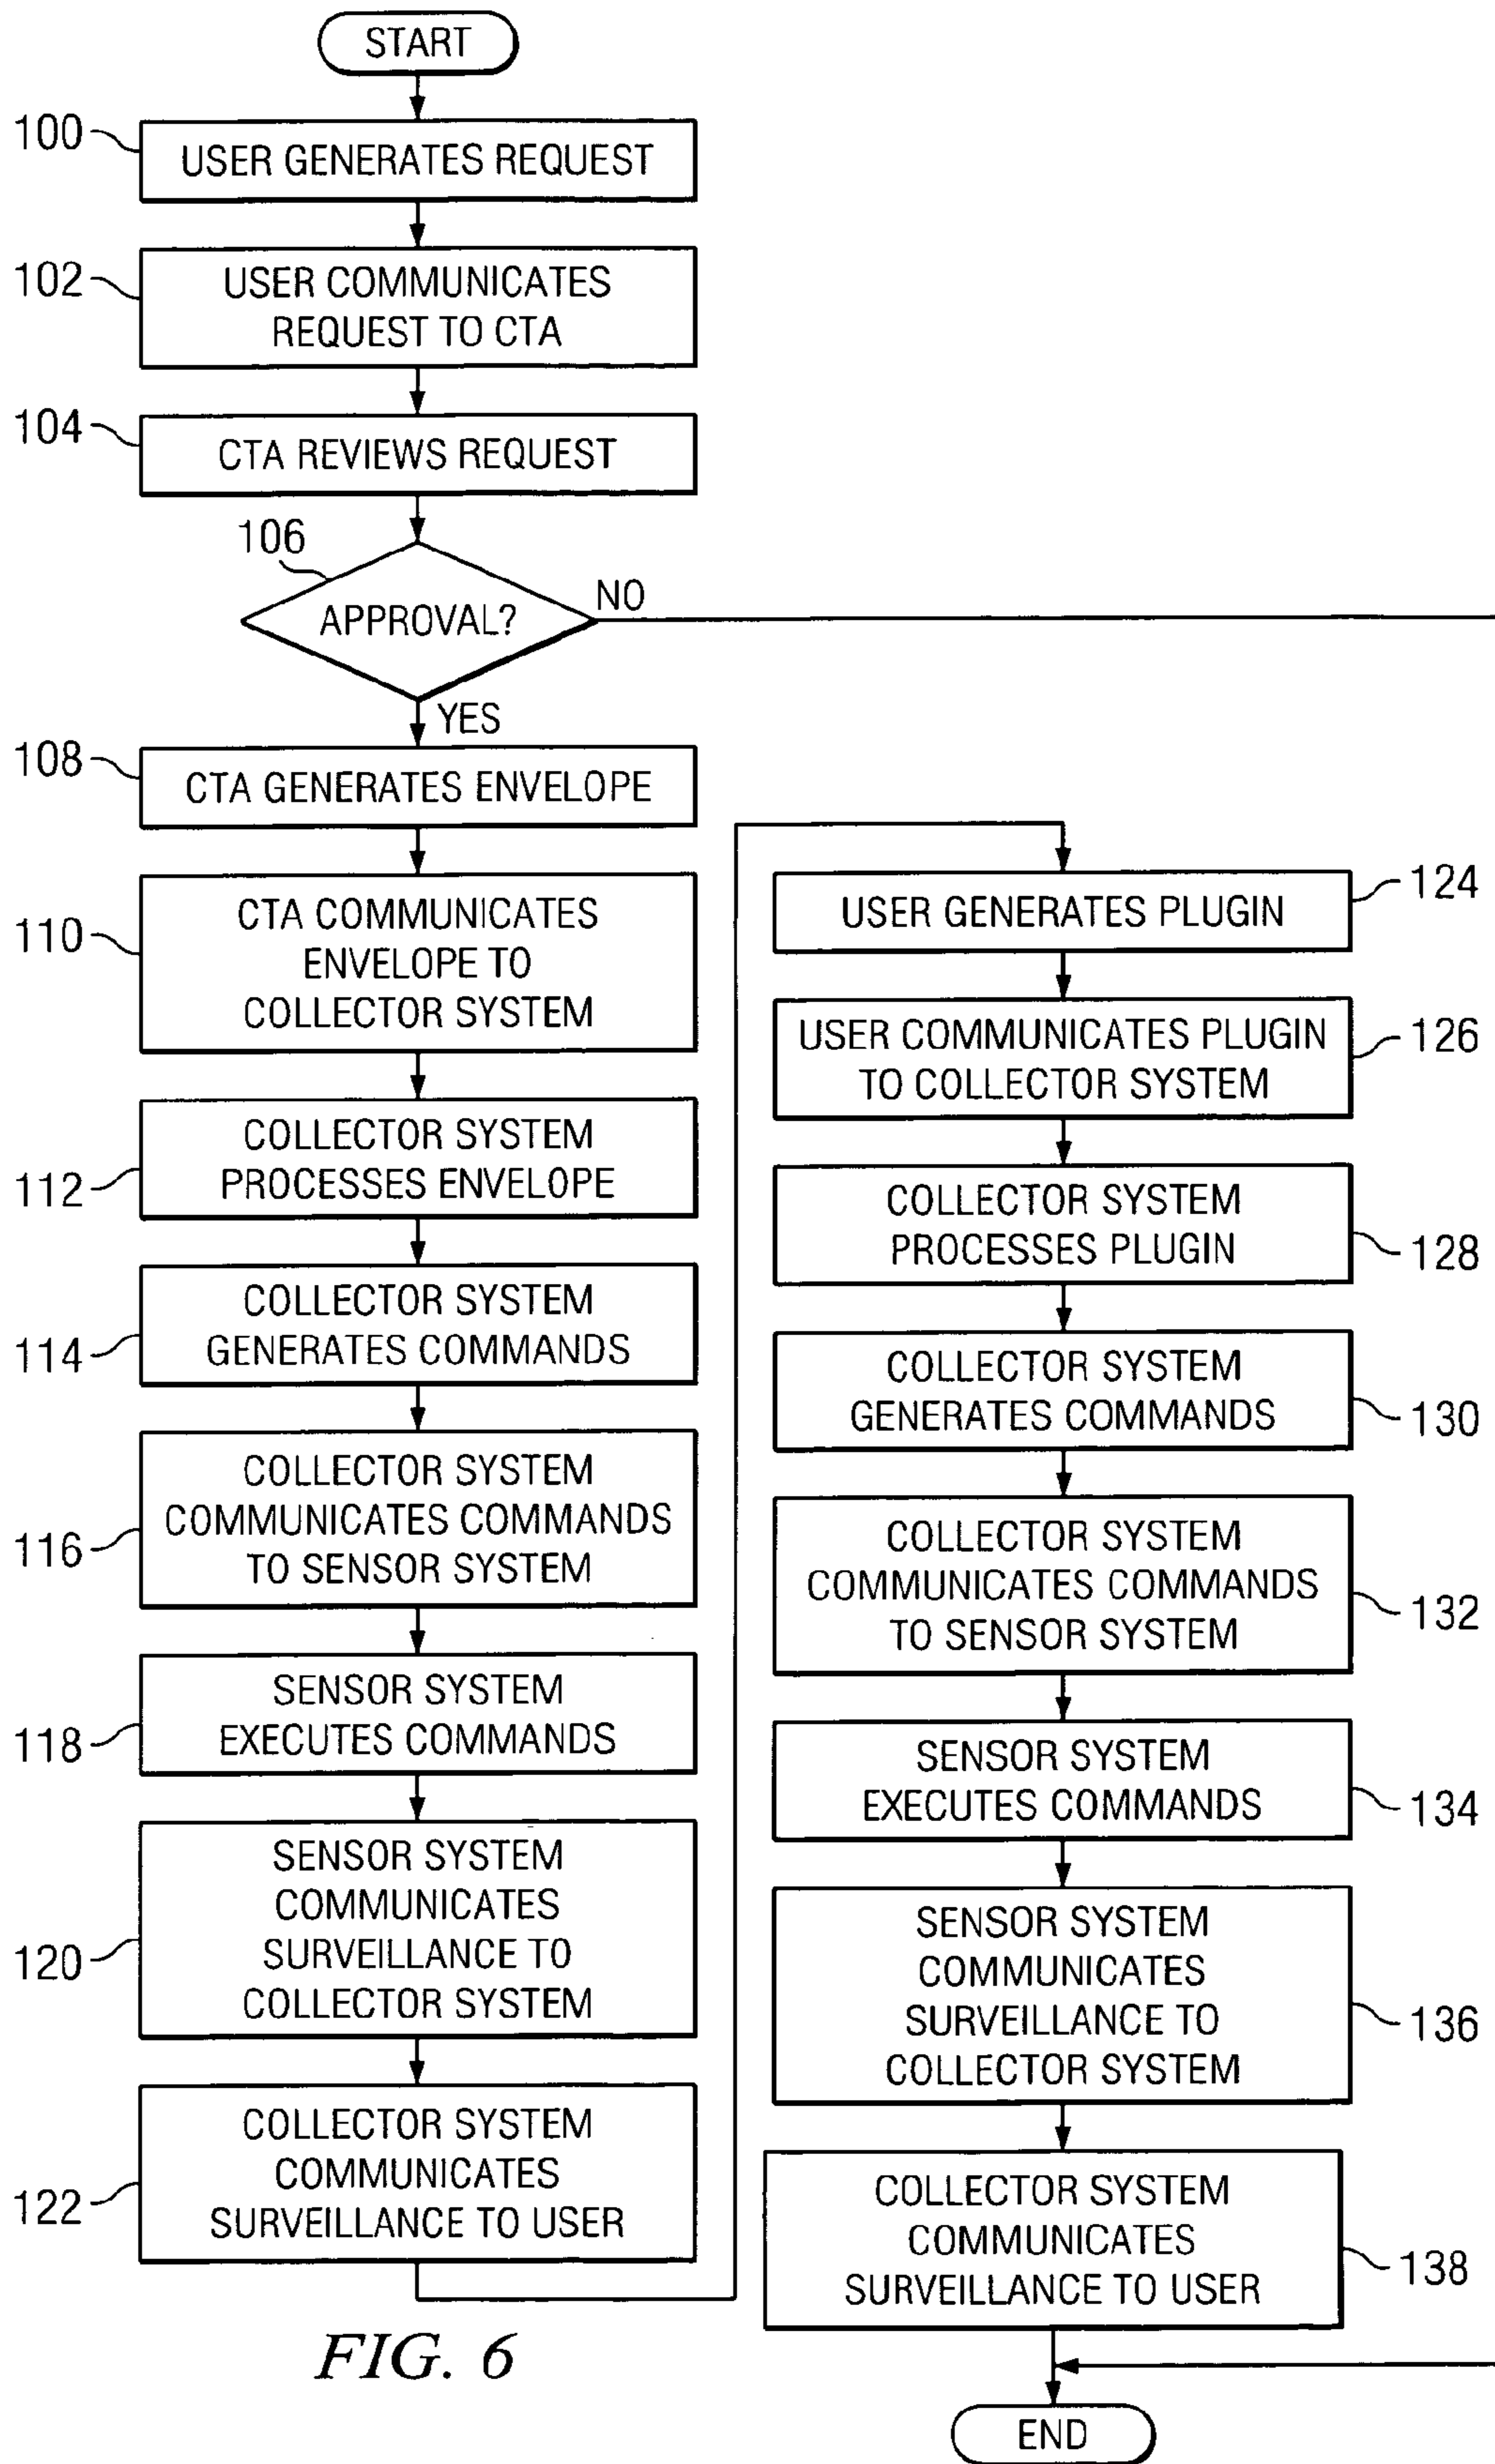 START
100
USER GENERATES REQUEST
102
USER COMMUNICATES
REQUEST TO CTA
104
CTA REVIEWS REQUEST
106
APPROVAL?
NO
YES
108
CTA GENERATES ENVELOPE
110
CTA COMMUNICATES
ENVELOPE TO
COLLECTOR SYSTEM
112
COLLECTOR SYSTEM
PROCESSES ENVELOPE
114
COLLECTOR SYSTEM
GENERATES COMMANDS
116
COLLECTOR SYSTEM
COMMUNICATES COMMANDS
TO SENSOR SYSTEM
118
SENSOR SYSTEM
EXECUTES COMMANDS
120
SENSOR SYSTEM
COMMUNICATES
SURVEILLANCE TO
COLLECTOR SYSTEM
122
COLLECTOR SYSTEM
COMMUNICATES
SURVEILLANCE TO USER
124
USER GENERATES PLUGIN
126
USER COMMUNICATES PLUGIN
TO COLLECTOR SYSTEM
128
COLLECTOR SYSTEM
PROCESSES PLUGIN
130
COLLECTOR SYSTEM
GENERATES COMMANDS
132
COLLECTOR SYSTEM
COMMUNICATES COMMANDS
TO SENSOR SYSTEM
134
SENSOR SYSTEM
EXECUTES COMMANDS
136
SENSOR SYSTEM
COMMUNICATES
SURVEILLANCE TO
COLLECTOR SYSTEM
138
COLLECTOR SYSTEM
COMMUNICATES
SURVEILLANCE TO USER
END
FIG. 6